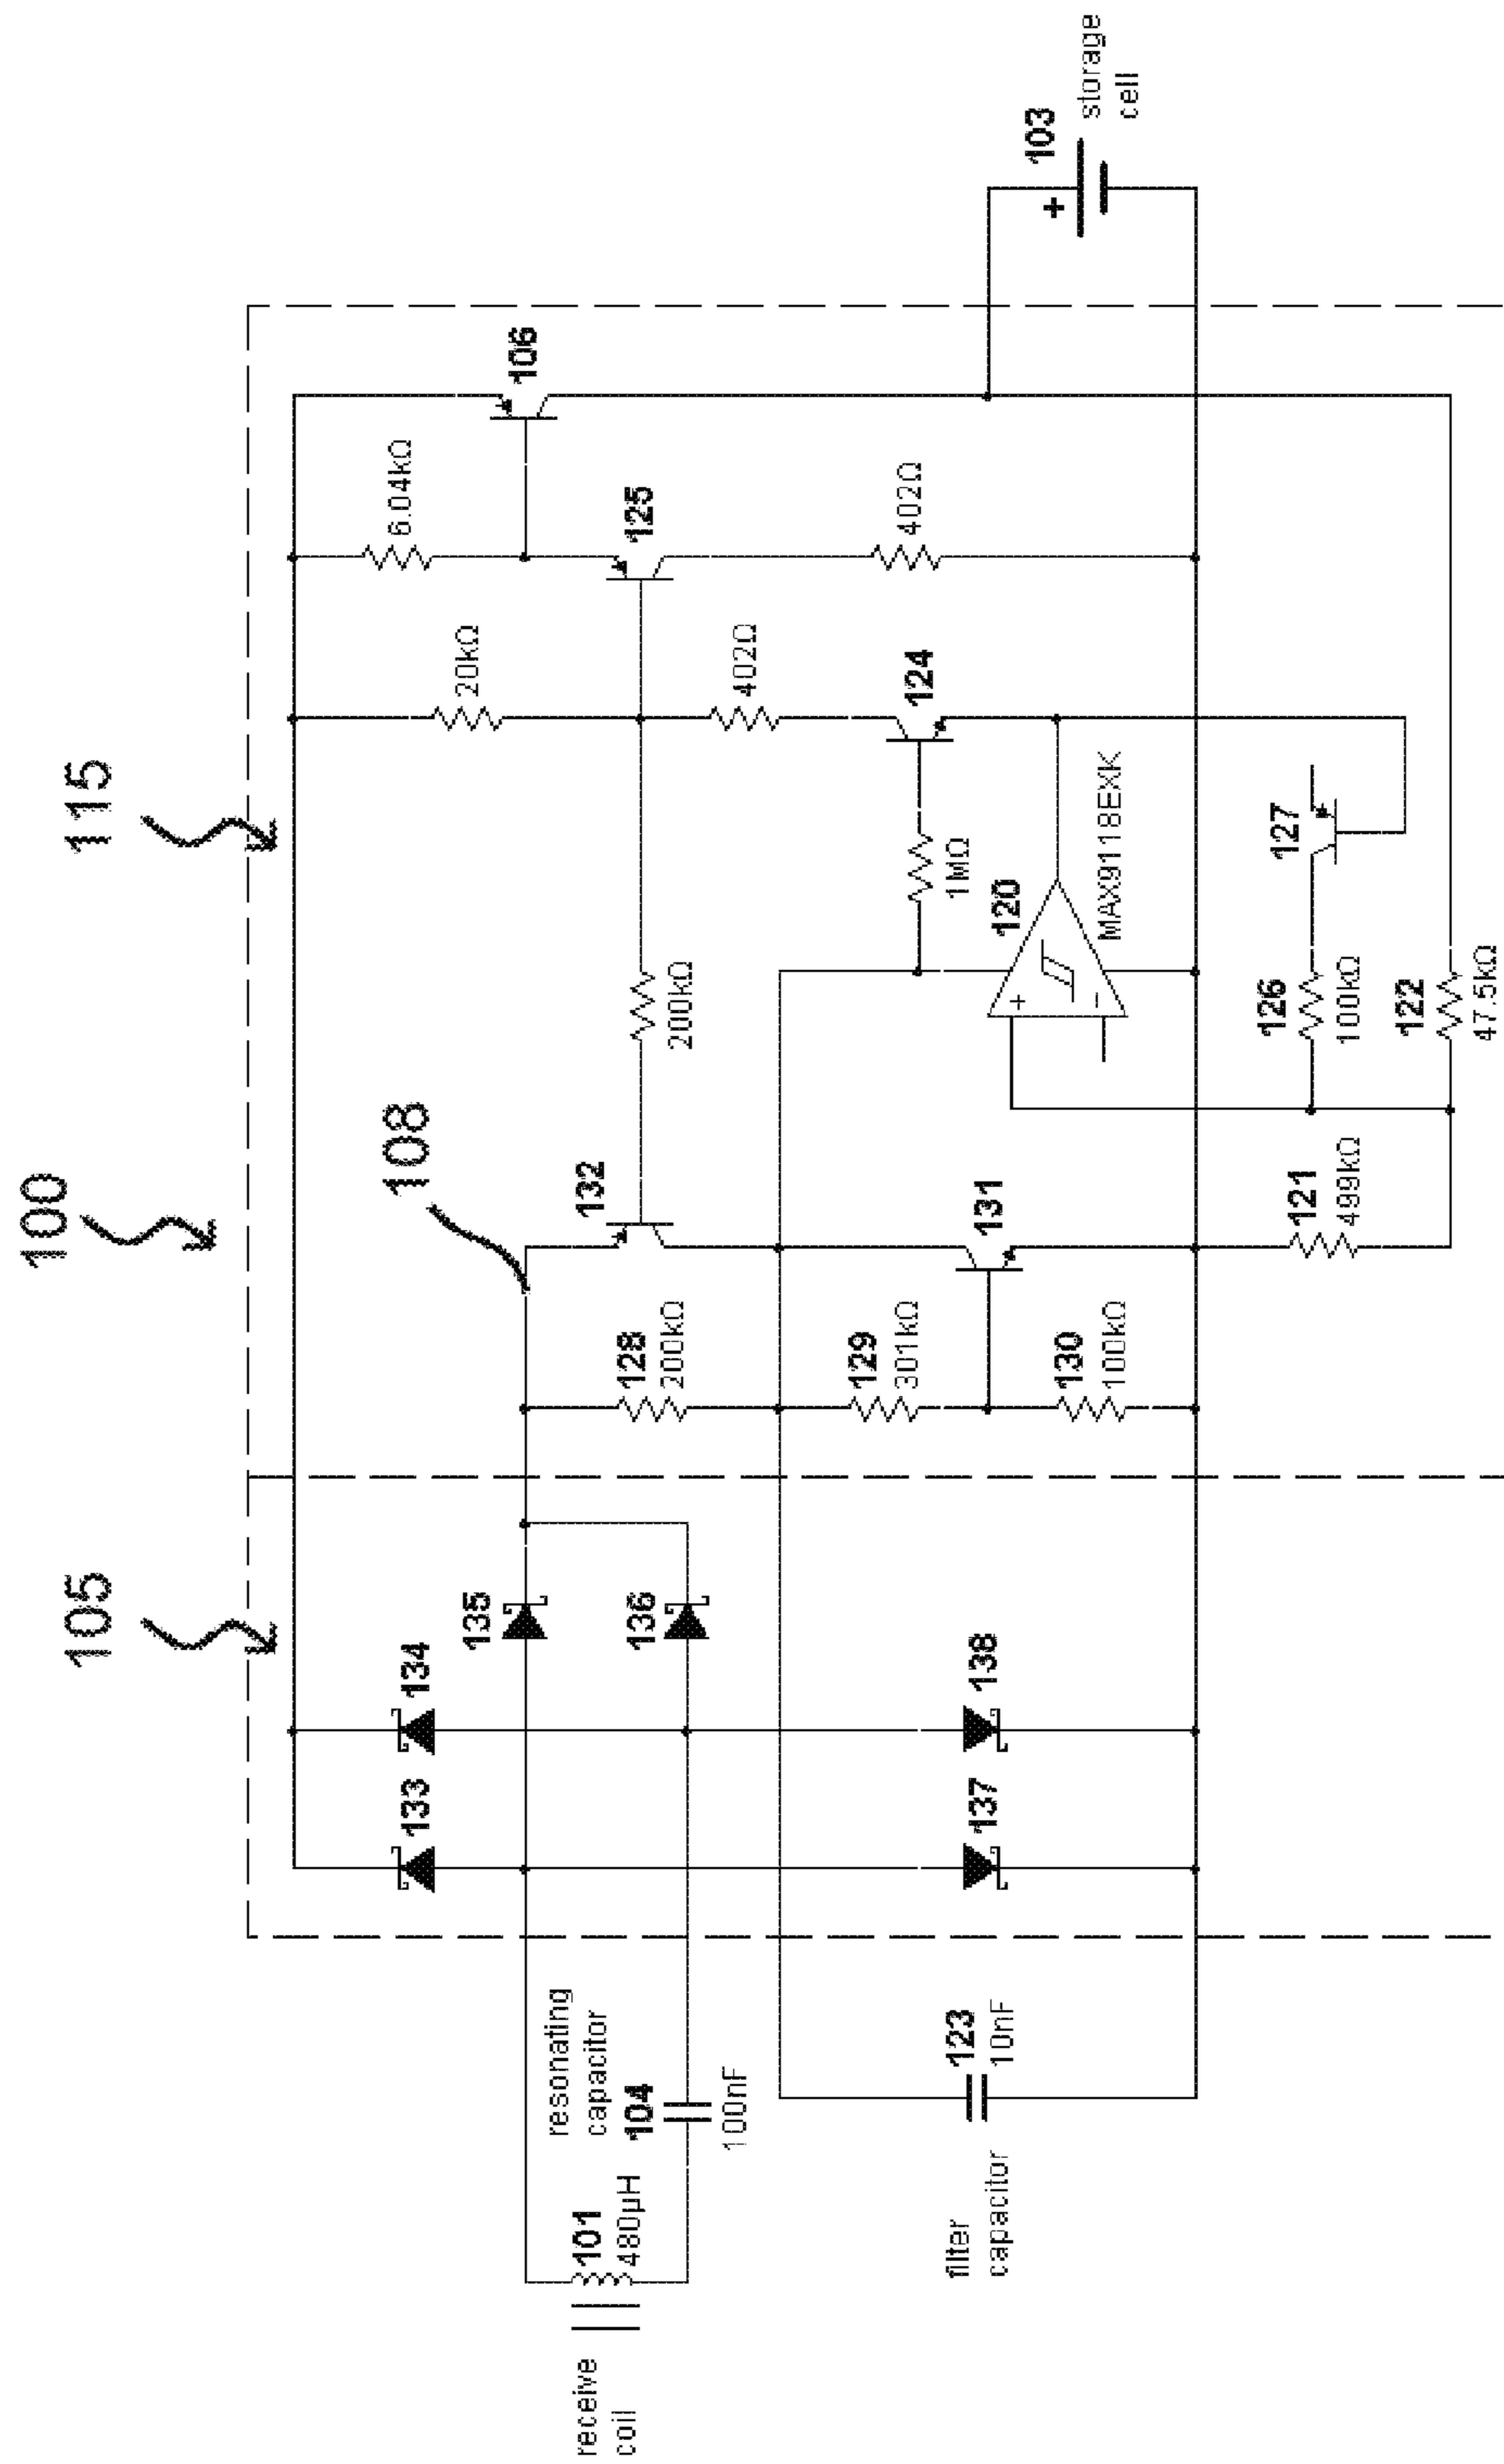 100
105
115
108
receive
coil
101
480µH
resonating
capacitor
104
100nF
filter
capacitor
123
10nF
133
134
135
136
137
138
128
200kΩ
129
301kΩ
130
100kΩ
132
131
121
499kΩ
200kΩ
20kΩ
402Ω
124
1MΩ
120
+
−
MAX9118EXK
126
100kΩ
127
122
47.5kΩ
6.04kΩ
125
402Ω
106
103
+
storage
cell